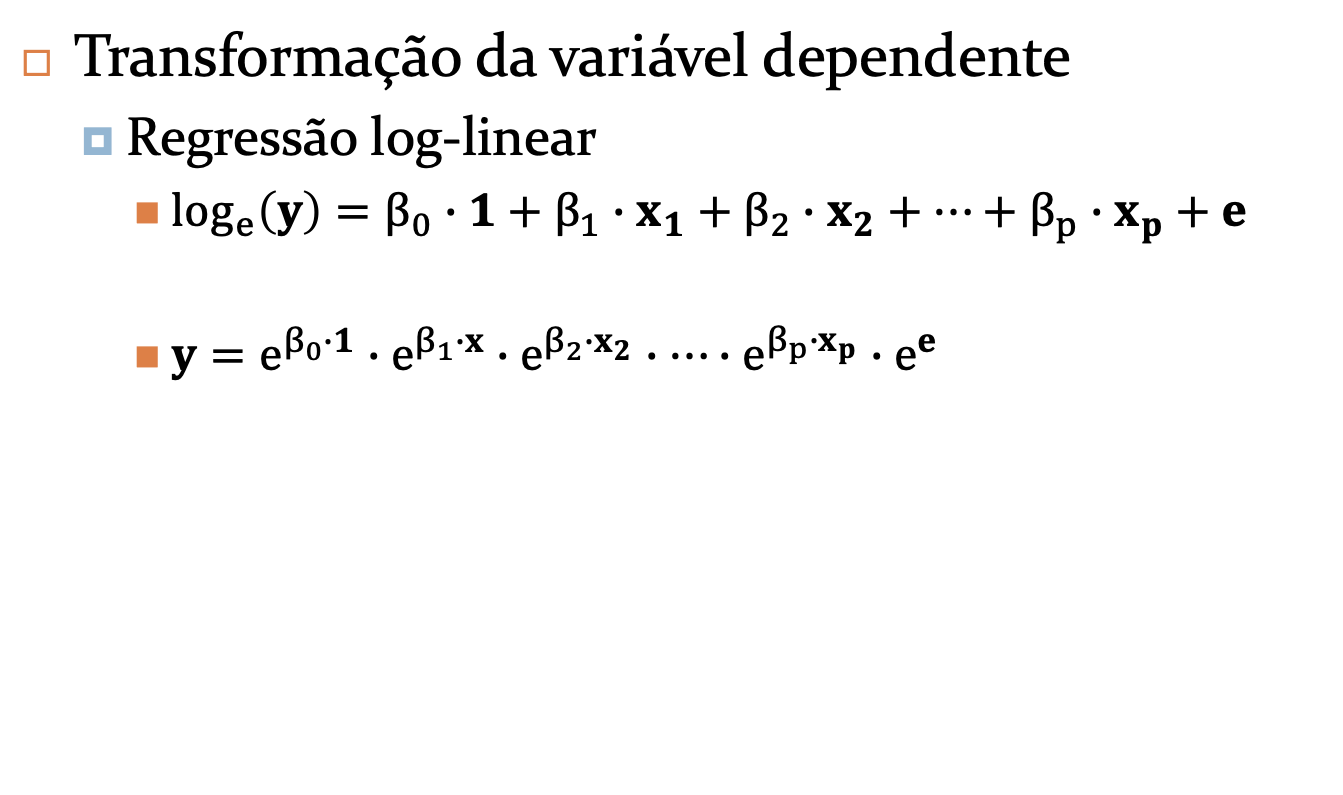 Transformação da variável dependente
Regressão log-linear
logₑ(y) = β₀ · 1 + β₁ · x₁ + β₂ · x₂ + ⋯ + βₚ · xₚ + e
y = e^(β₀·1) · e^(β₁·x) · e^(β₂·x₂) · … · e^(βₚ·xₚ) · e^e